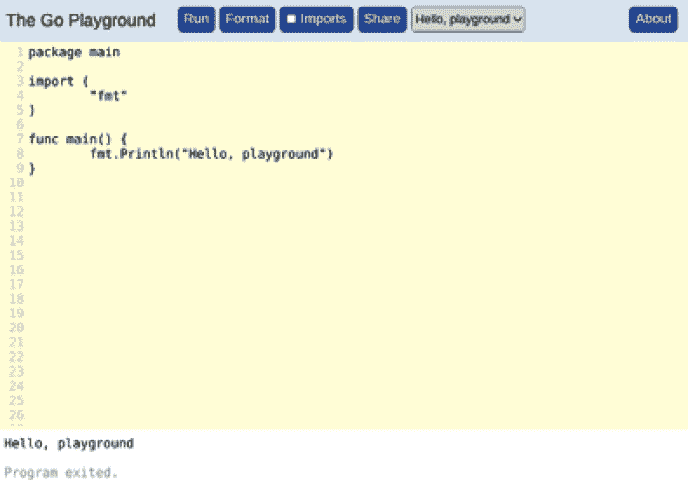 The Go Playground Run Format Imports Share Hello, playground About
1 package main
2
3 import (
4 "fmt"
5 )
6
7 func main() {
8 fmt.Println("Hello, playground")
9 }
10
11
12
13
14
15
16
17
18
19
20
21
22
23
24
25
26
Hello, playground
Program exited.